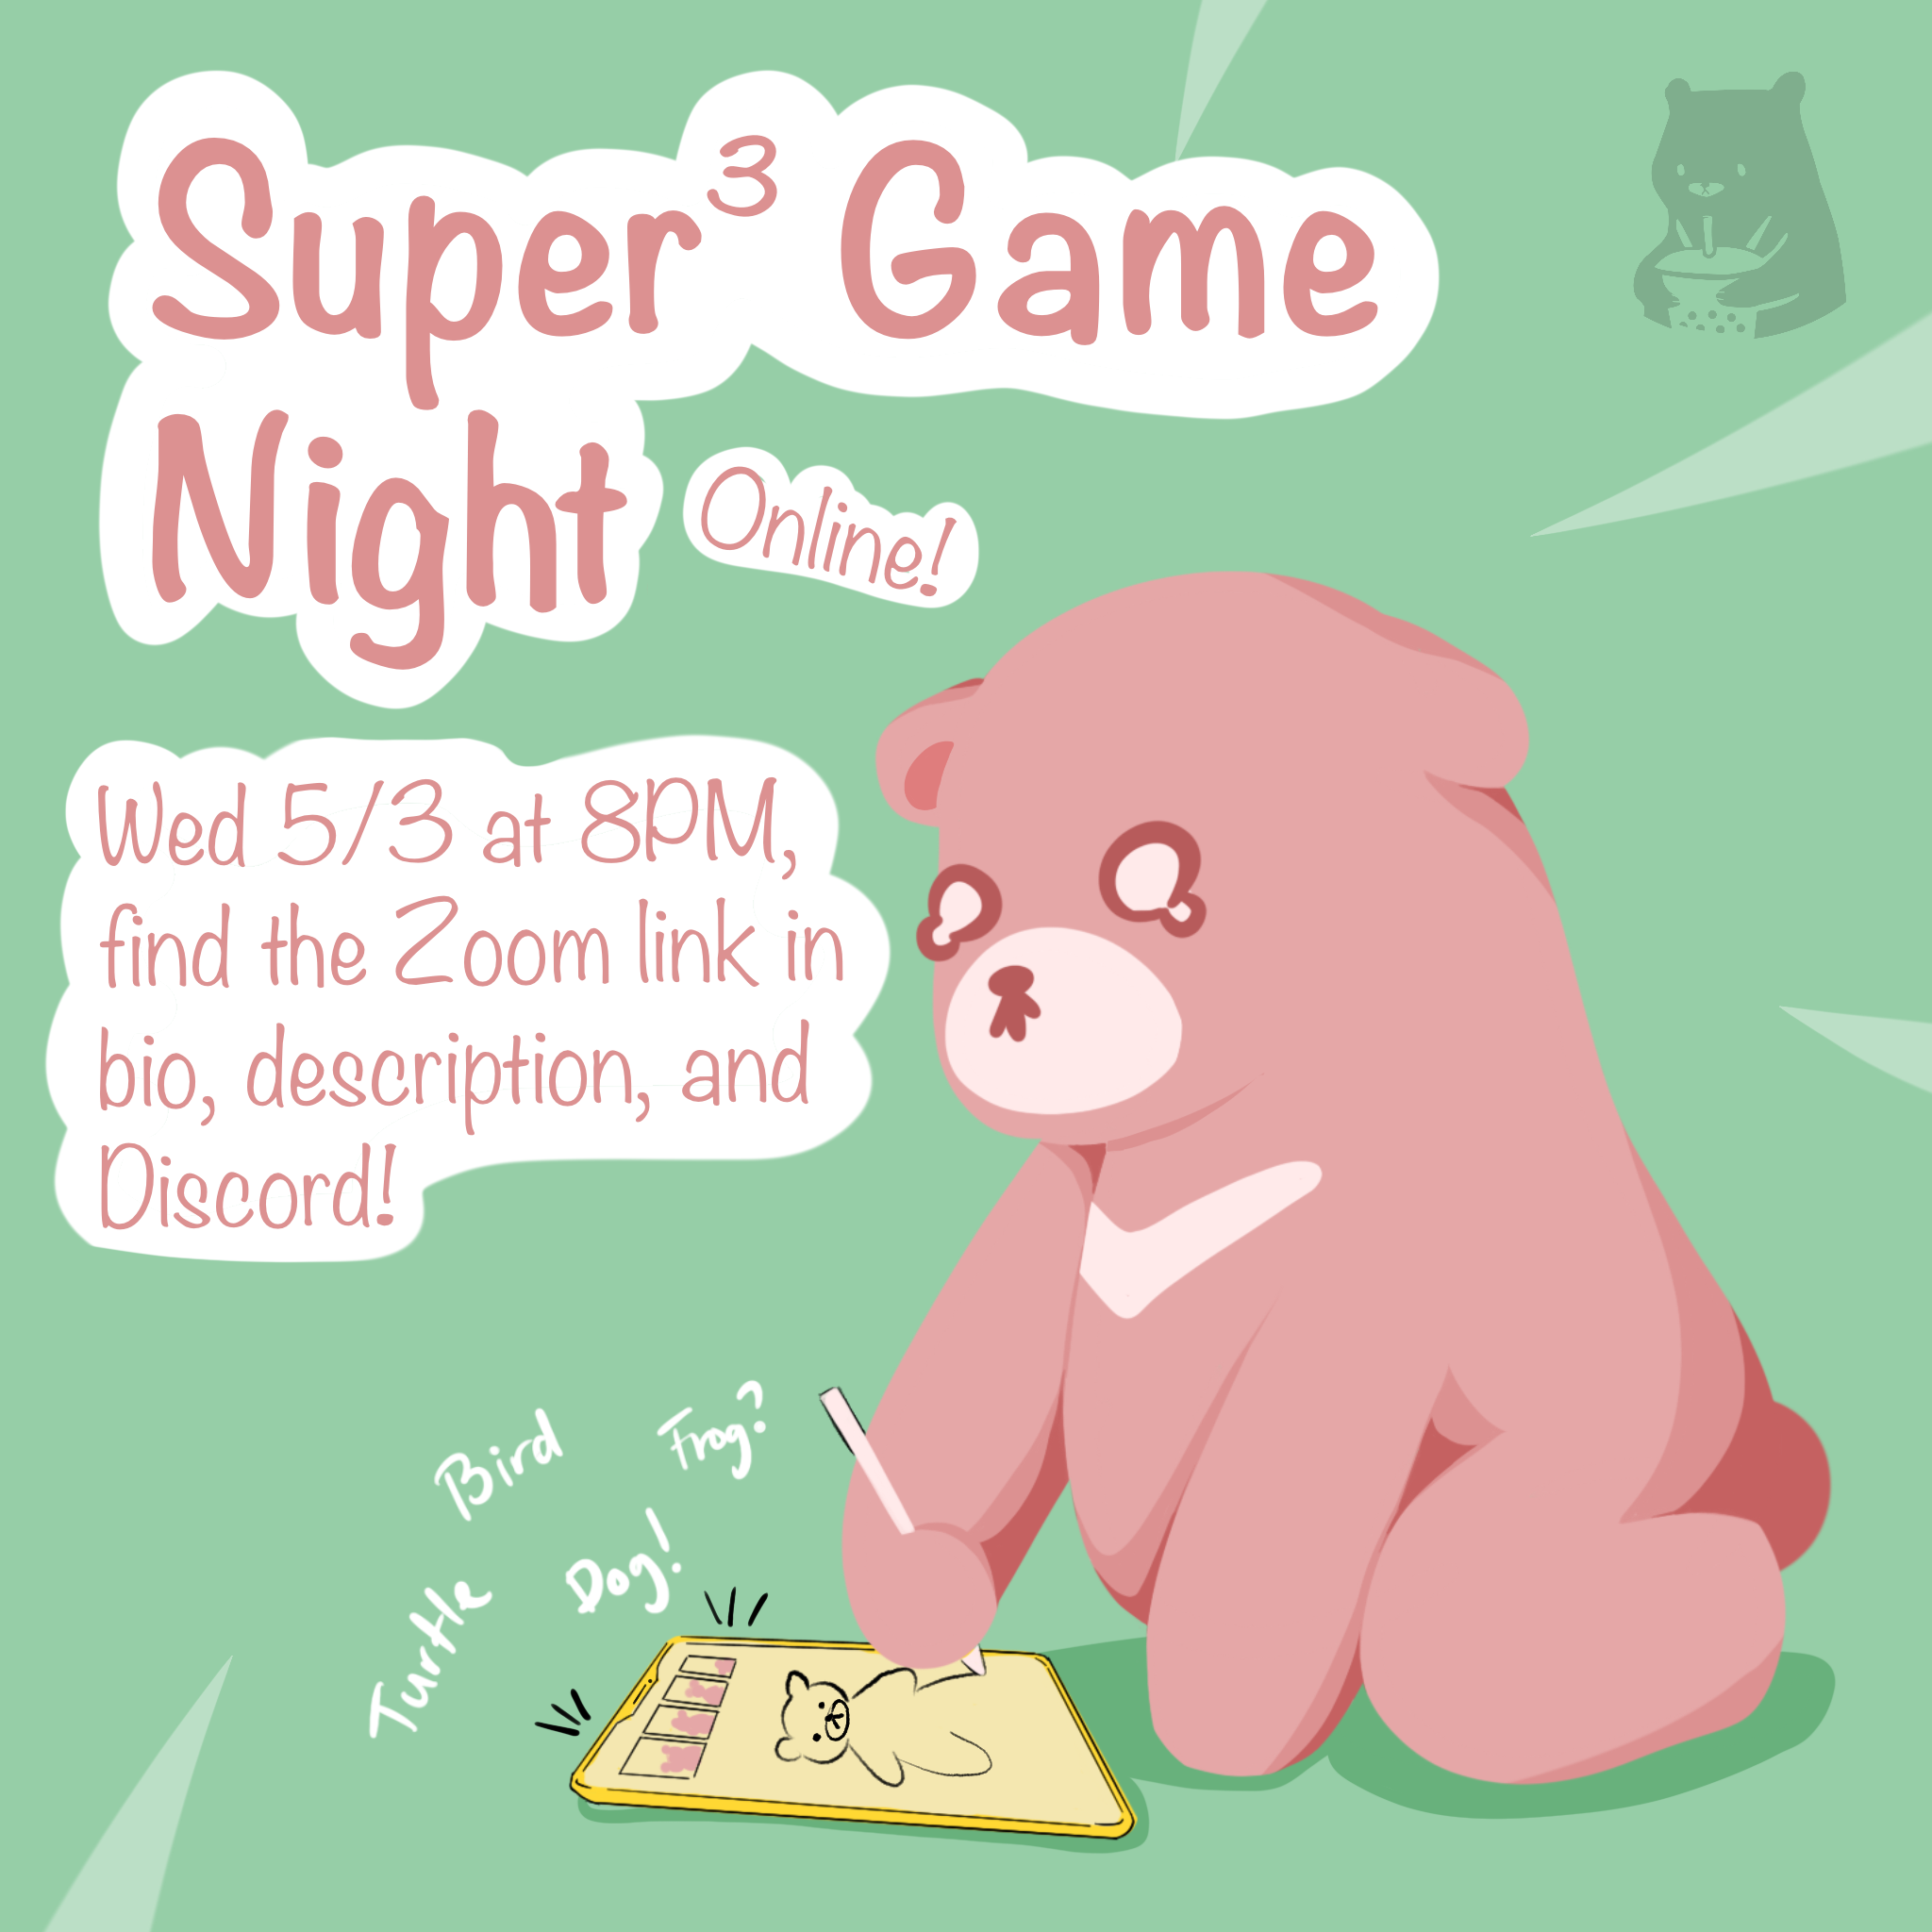 Super³ Game
Night
Online!
Wed 5/3 at 8PM,
find the Zoom link in
bio, description, and
Discord!
Bird
Frog?
Turtle
Dog!